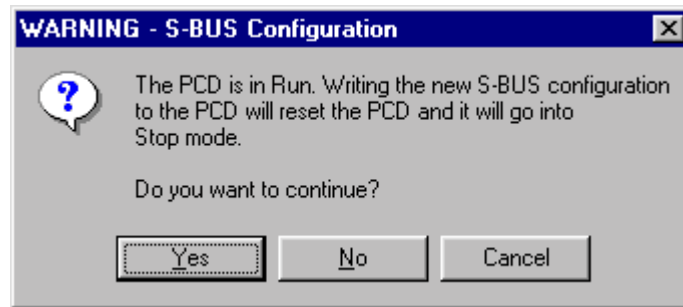 WARNING - S-BUS Configuration
The PCD is in Run. Writing the new S-BUS configuration
to the PCD will reset the PCD and it will go into
Stop mode.
Do you want to continue?
Yes
No
Cancel